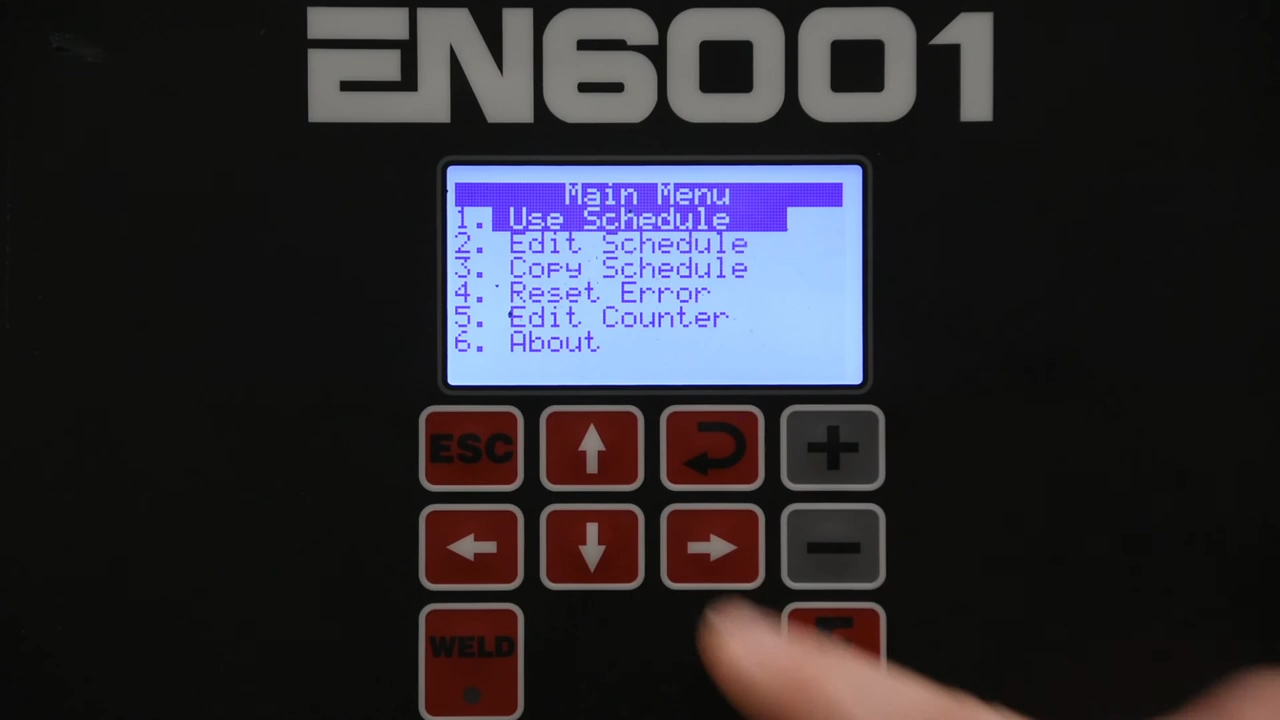 EN6001
Main Menu
1. Use Schedule
2. Edit Schedule
3. Copy Schedule
4. Reset Error
5. Edit Counter
6. About
ESC
+
-
WELD